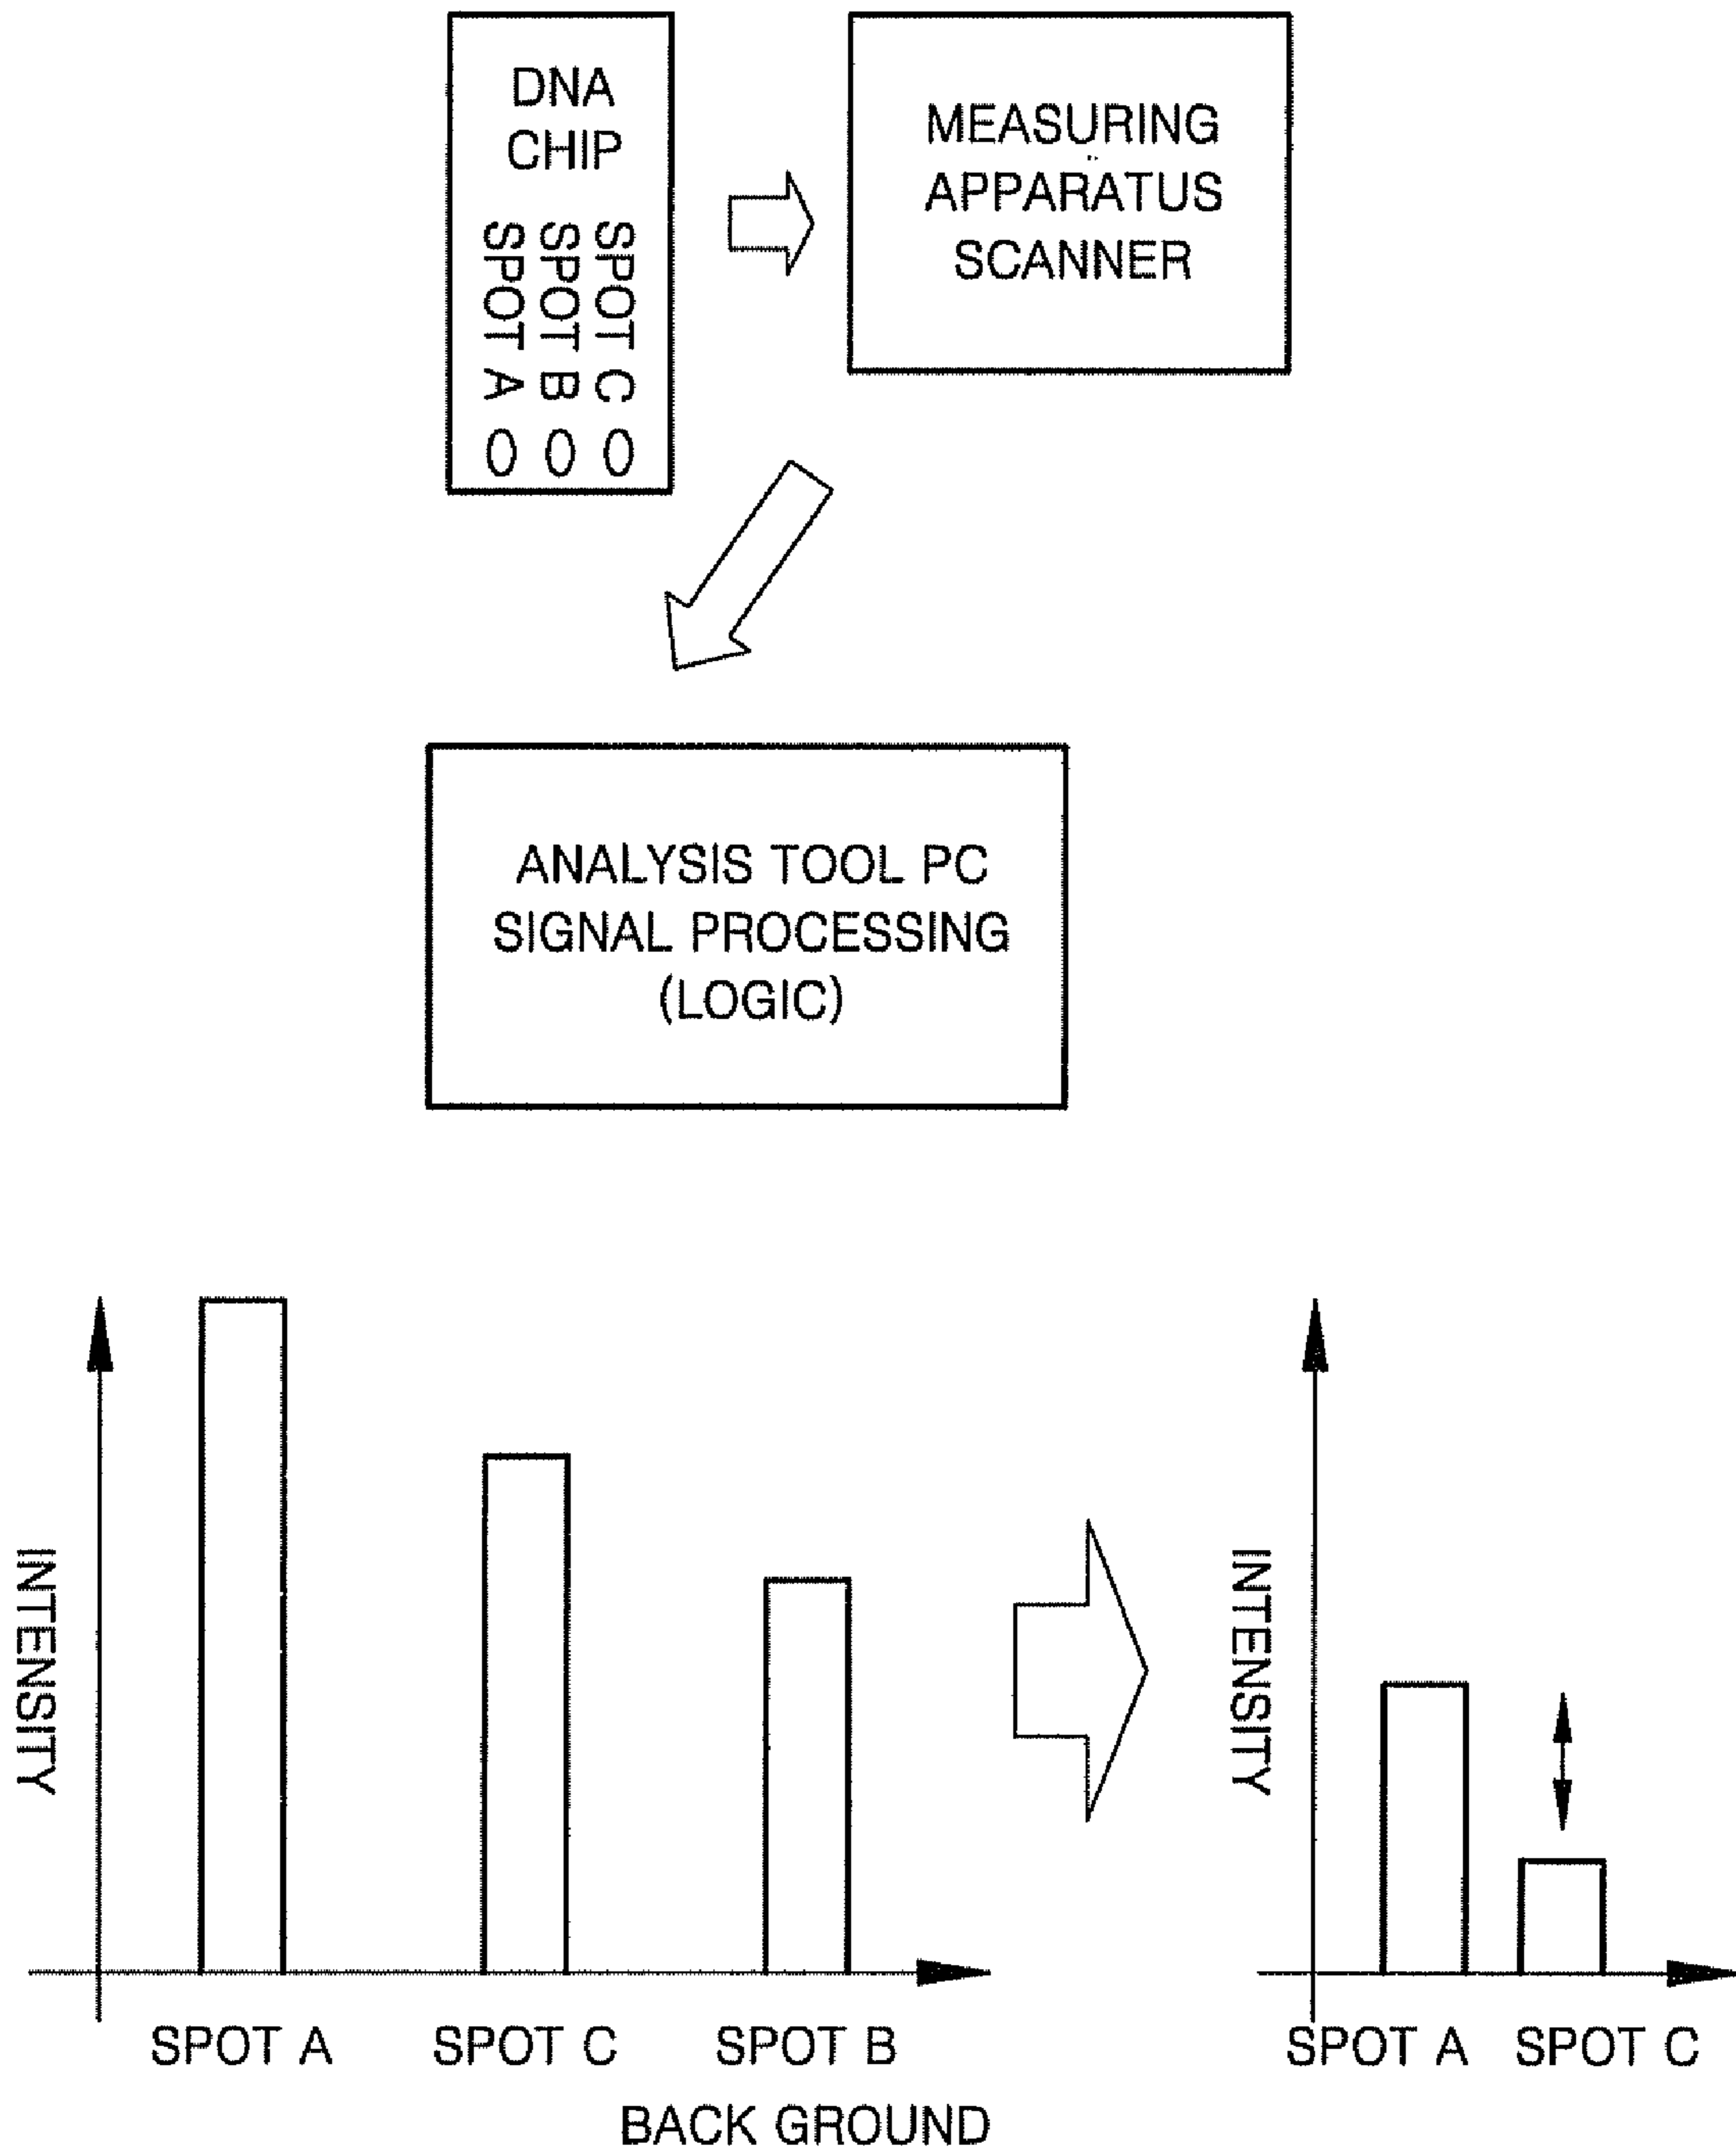 DNA
CHIP
SPOT A
SPOT B
SPOT C
MEASURING
APPARATUS
SCANNER
ANALYSIS TOOL PC
SIGNAL PROCESSING
(LOGIC)
INTENSITY
SPOT A
SPOT C
SPOT B
BACK GROUND
INTENSITY
SPOT A
SPOT C